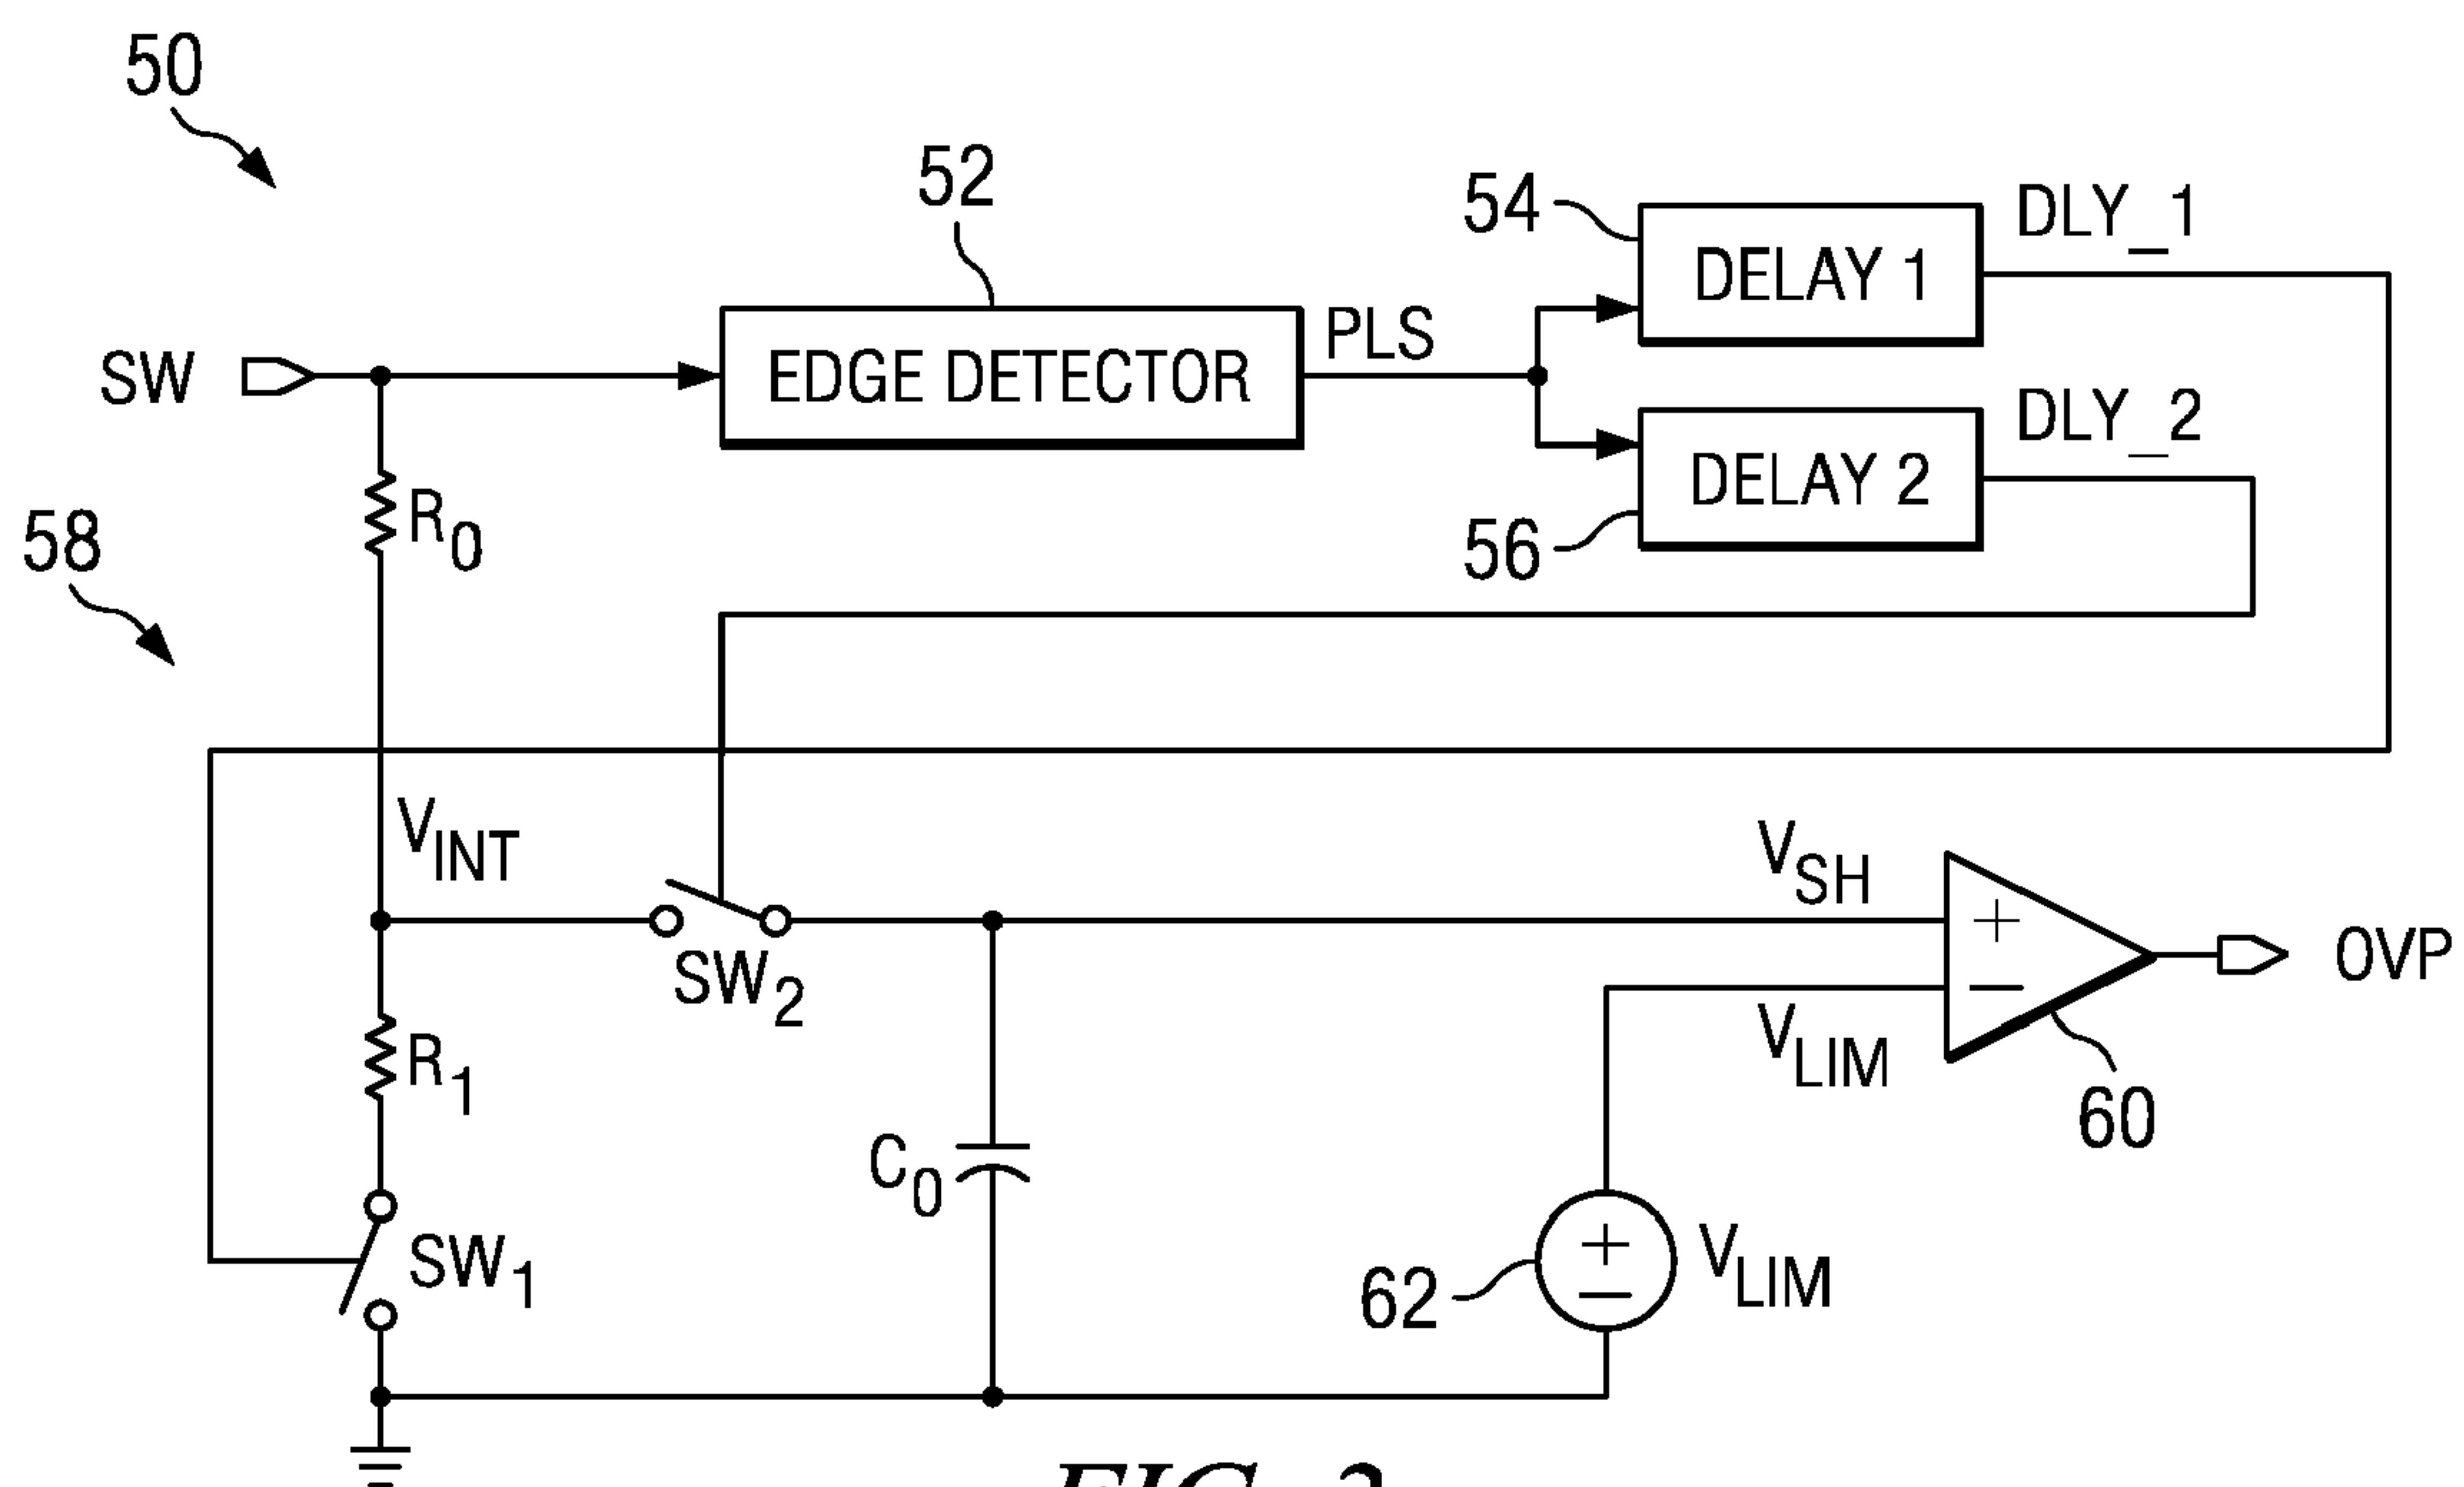 50
52
54
DELAY 1
DLY_1
SW
EDGE DETECTOR
PLS
DLY_2
DELAY 2
56
R0
58
VINT
VSH
+
−
OVP
SW2
VLIM
60
R1
C0
SW1
62
+
−
VLIM